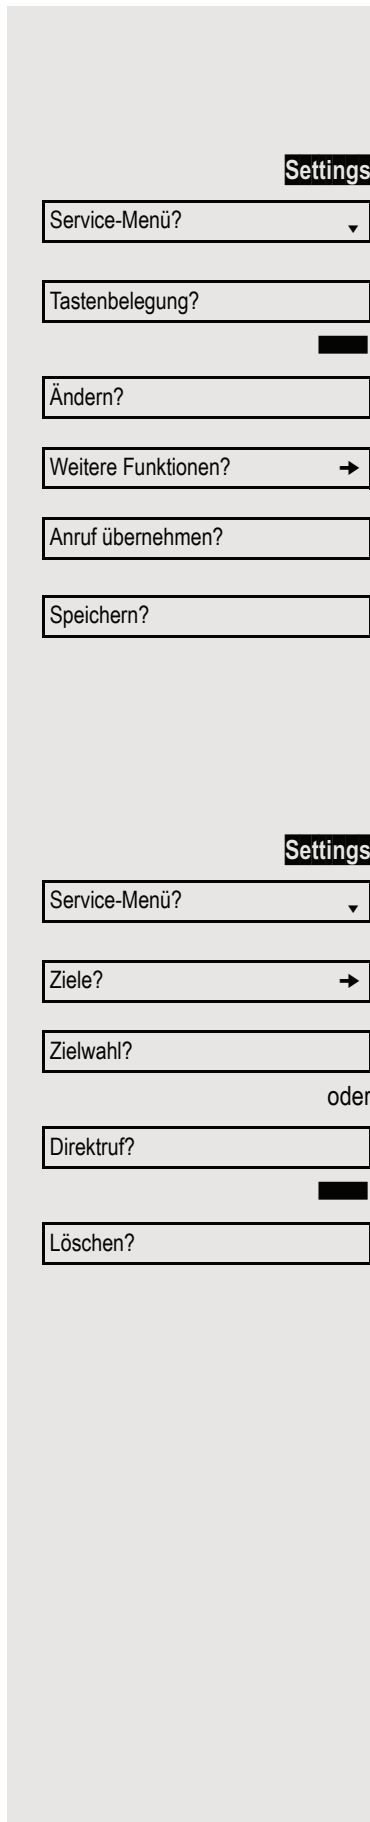 Settings
Service-Menü?
Tastenbelegung?
Ändern?
Weitere Funktionen?
Anruf übernehmen?
Speichern?
Settings
Service-Menü?
Ziele?
Zielwahl?
oder
Direktruf?
Löschen?